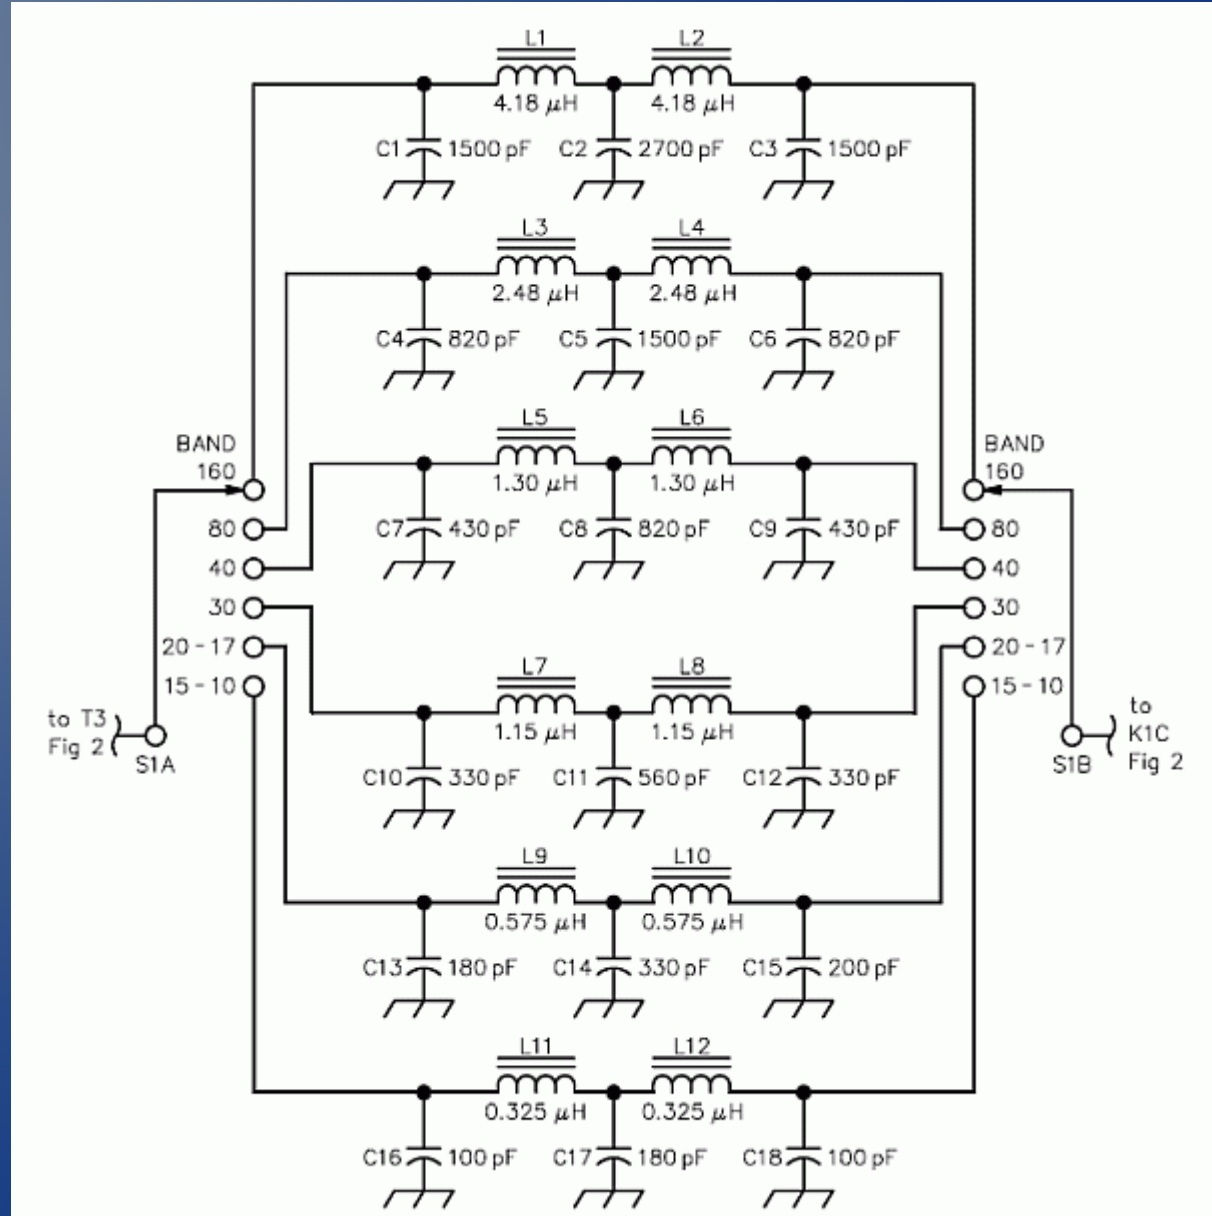 L1 L2
4.18 μH 4.18 μH
C1 1500 pF C2 2700 pF C3 1500 pF
L3 L4
2.48 μH 2.48 μH
C4 820 pF C5 1500 pF C6 820 pF
L5 L6
BAND BAND
160 160
1.30 μH 1.30 μH
80 C7 430 pF C8 820 pF C9 430 pF 80
40 40
30 30
20 - 17 20 - 17
L7 L8
15 - 10 15 - 10
to T3 to
Fig 2 1.15 μH 1.15 μH K1C
S1A S1B Fig 2
C10 330 pF C11 560 pF C12 330 pF
L9 L10
0.575 μH 0.575 μH
C13 180 pF C14 330 pF C15 200 pF
L11 L12
0.325 μH 0.325 μH
C16 100 pF C17 180 pF C18 100 pF